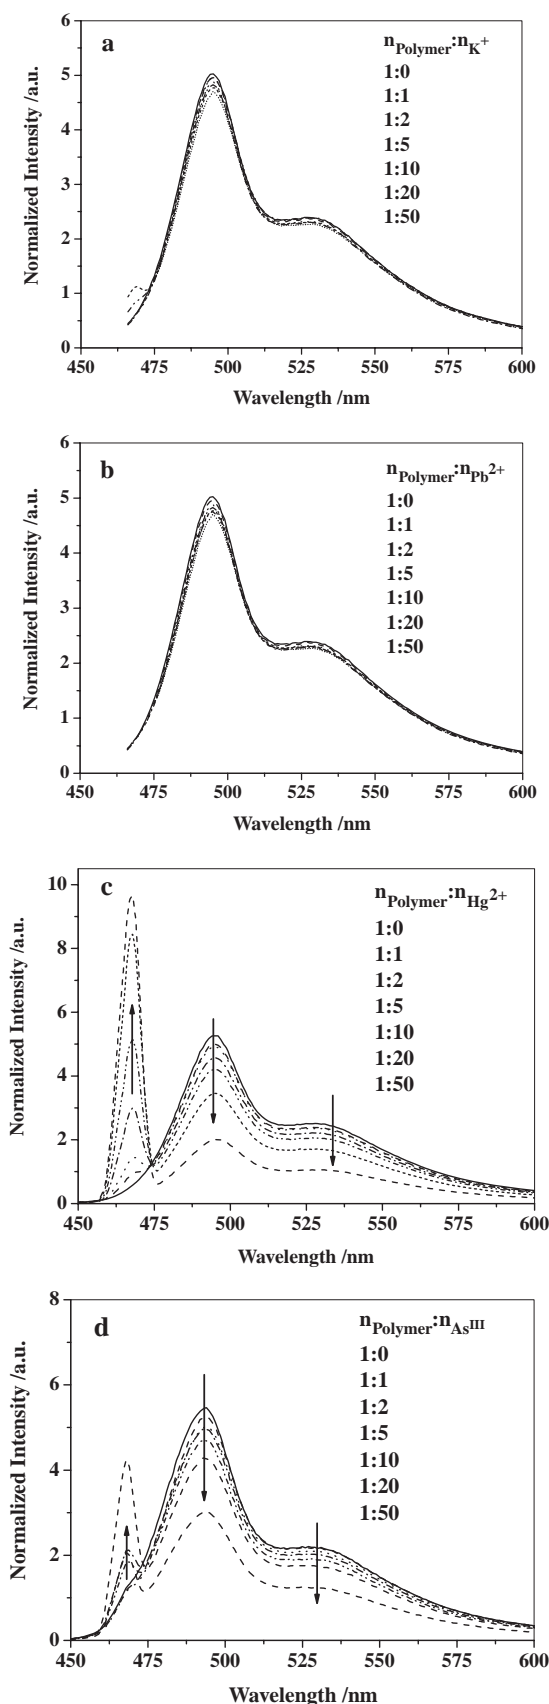 a
n_Polymer:n_K⁺
1:0
1:1
1:2
1:5
1:10
1:20
1:50
Normalized Intensity /a.u.
6
5
4
3
2
1
0
450 475 500 525 550 575 600
Wavelength /nm
b
n_Polymer:n_Pb²⁺
1:0
1:1
1:2
1:5
1:10
1:20
1:50
Normalized Intensity /a.u.
6
5
4
3
2
1
0
450 475 500 525 550 575 600
Wavelength /nm
c
n_Polymer:n_Hg²⁺
1:0
1:1
1:2
1:5
1:10
1:20
1:50
Normalized Intensity /a.u.
10
8
6
4
2
0
450 475 500 525 550 575 600
Wavelength /nm
d
n_Polymer:n_Asᴵᴵᴵ
1:0
1:1
1:2
1:5
1:10
1:20
1:50
Normalized Intensity /a.u.
8
6
4
2
0
450 475 500 525 550 575 600
Wavelength /nm